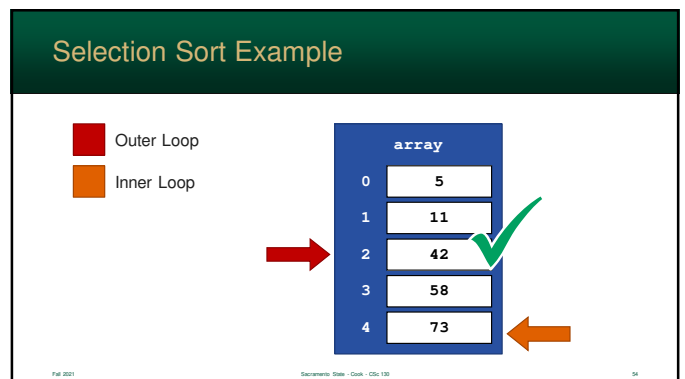 Selection Sort Example
Outer Loop
Inner Loop
array
0 5
1 11
2 42
3 58
4 73
Fall 2021 Sacramento State - Cook - CSc 130 54